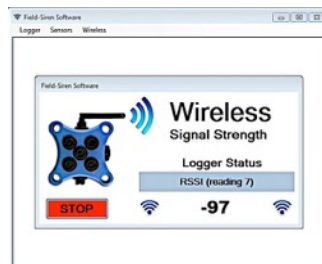 Field-Siren Software
Logger Sensors Wireless
Field-Siren Software
Wireless
Signal Strength
Logger Status
RSSI (reading 7)
STOP
-97